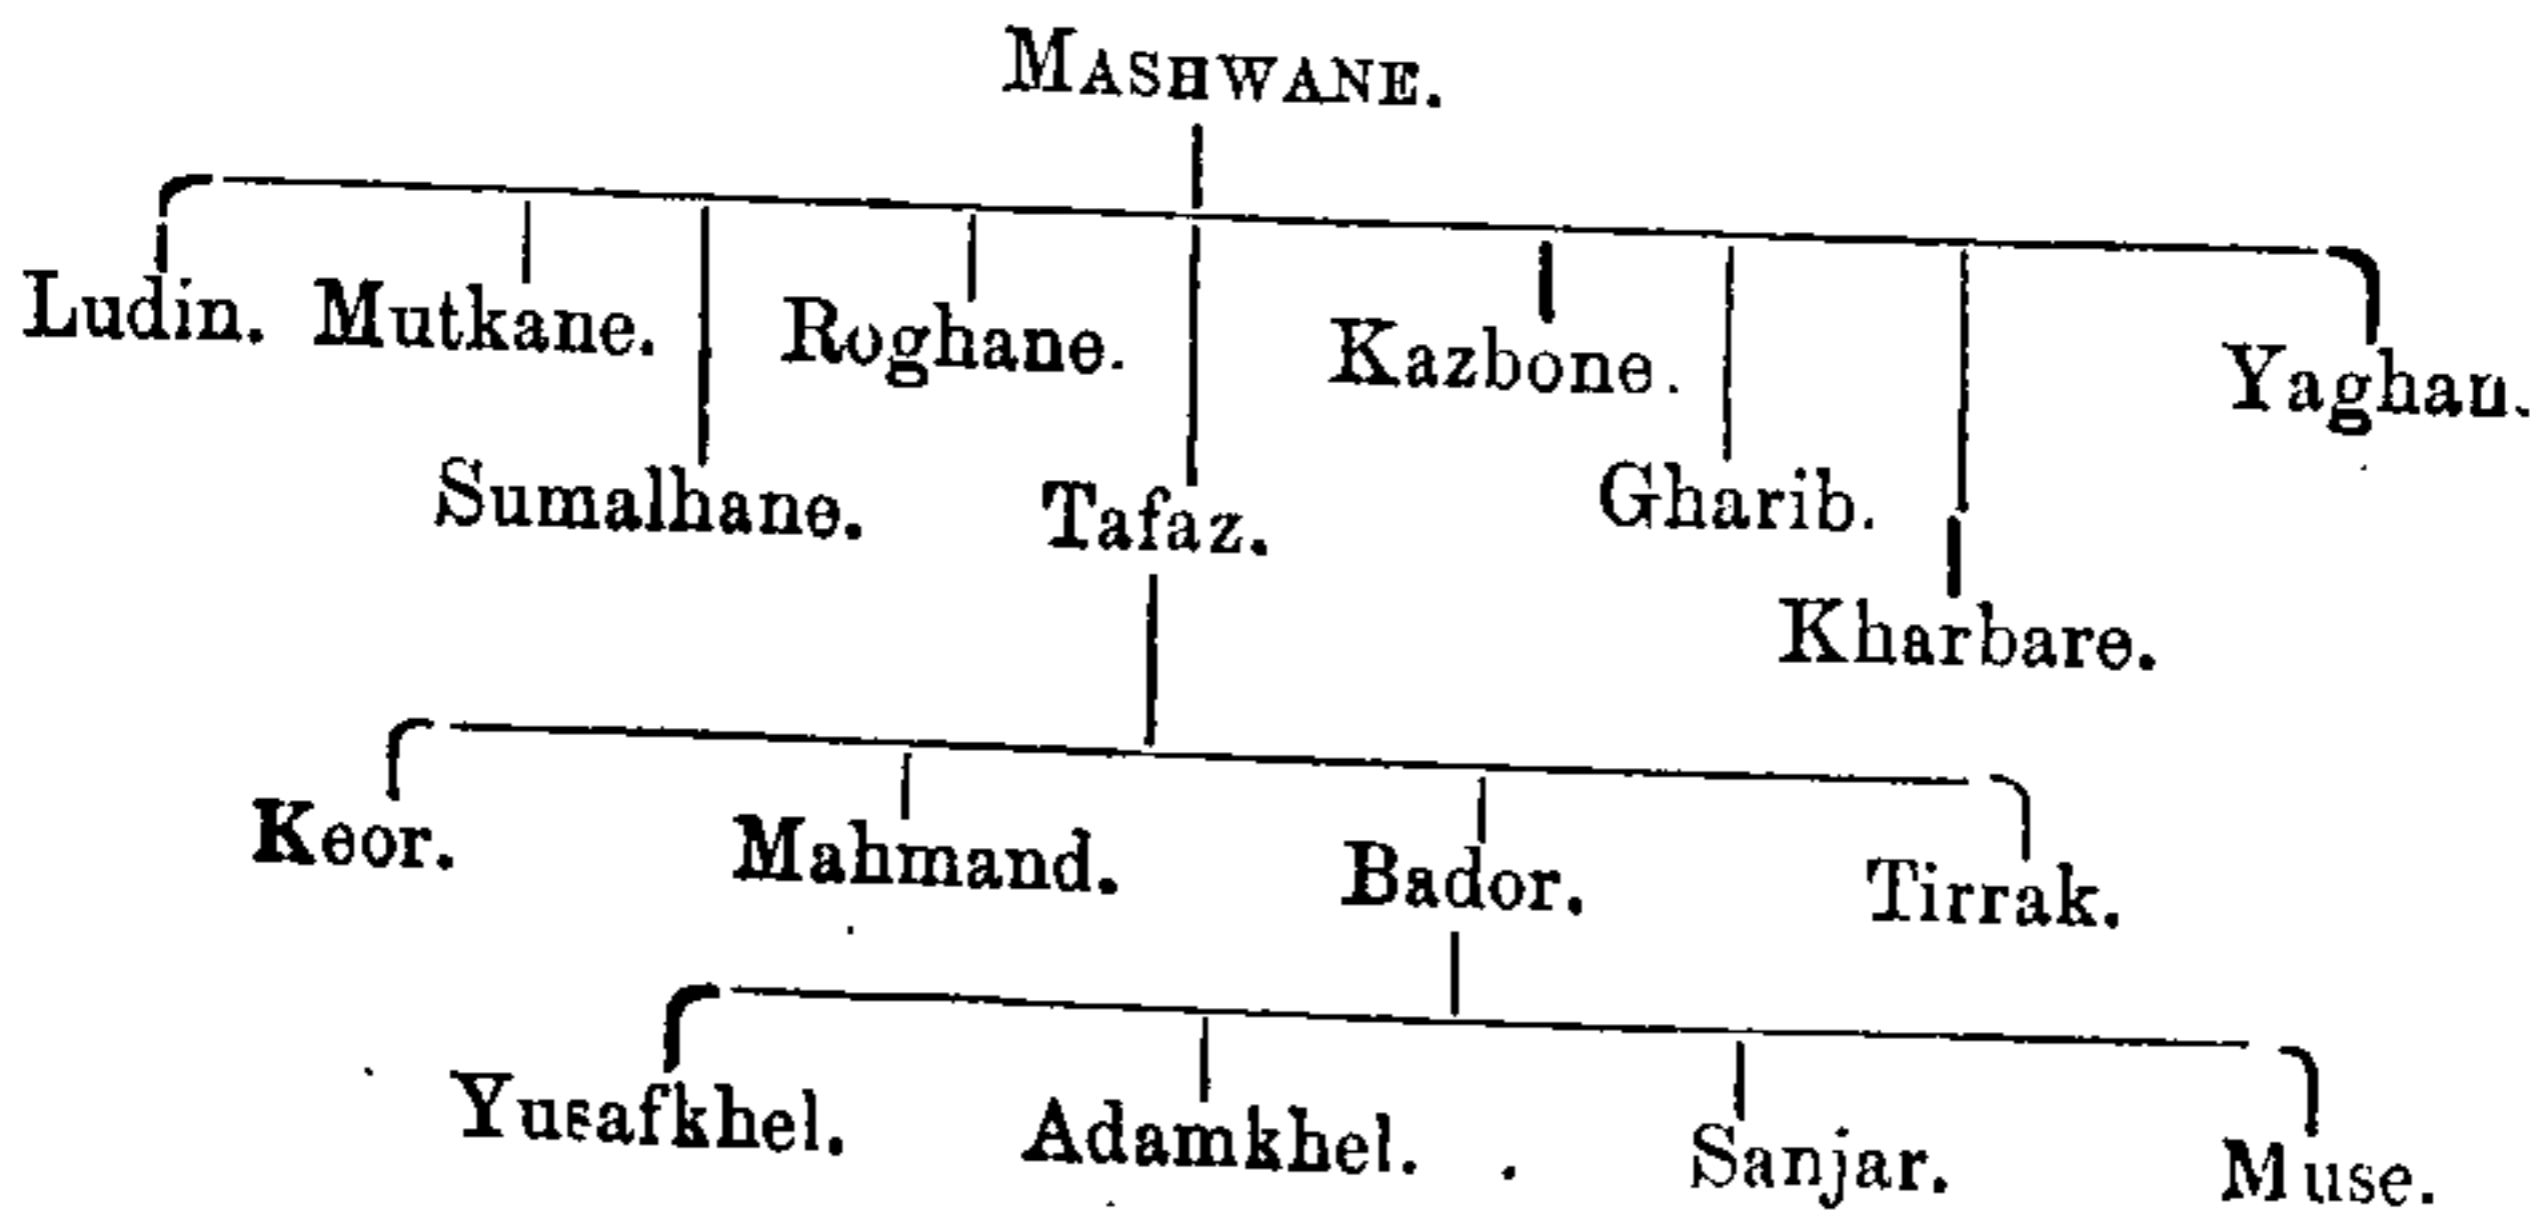 MASHWANE.
Ludin. Mutkane. Roghane. Kazbone. Yaghan.
Sumalhane. Tafaz. Gharib.
Kharbare.
Keor. Mahmand. Bador. Tirrak.
Yusafkhel. Adamkhel. Sanjar. Muse.